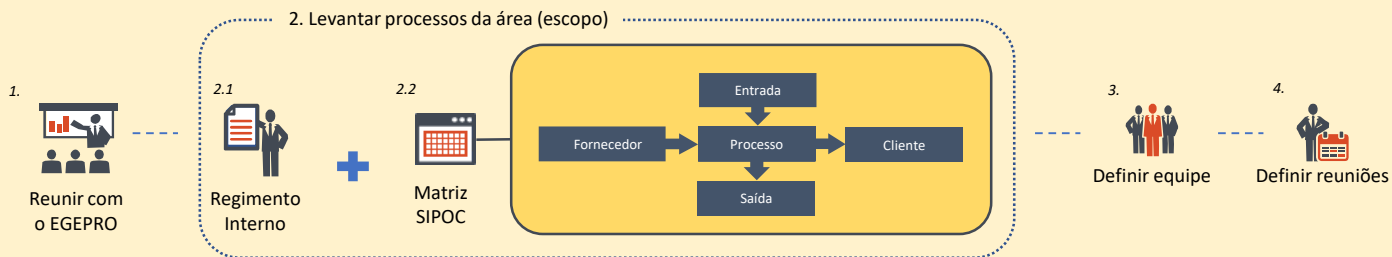 2. Levantar processos da área (escopo)
1.
Reunir com
o EGEPRO
2.1
Regimento
Interno
2.2
Matriz
SIPOC
Entrada
Fornecedor
Processo
Cliente
Saída
3.
Definir equipe
4.
Definir reuniões